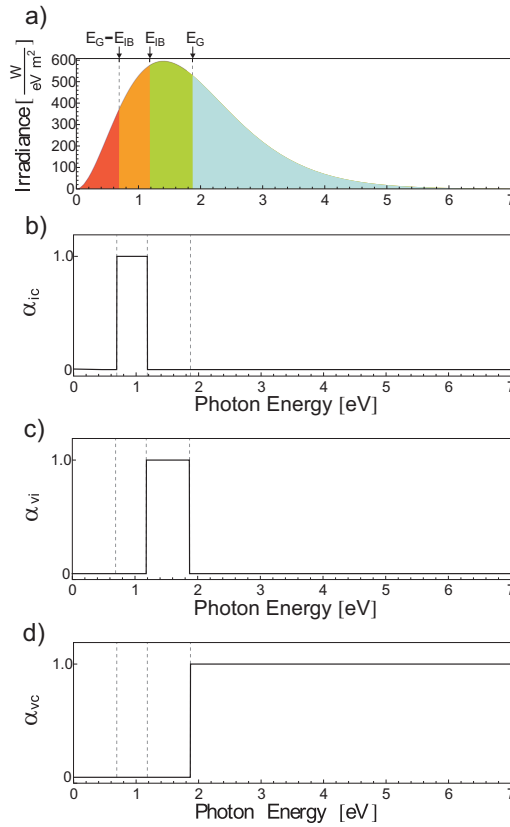 a)
E_G−E_IB E_IB E_G
Irradiance[ W / eV m² ]
600
500
400
300
200
100
0
0 1 2 3 4 5 6 7
b)
α_ic
1.0
0
0 1 2 3 4 5 6 7
Photon Energy [eV]
c)
α_vi
1.0
0
0 1 2 3 4 5 6 7
Photon Energy [eV]
d)
α_vc
1.0
0
0 1 2 3 4 5 6 7
Photon Energy [eV]